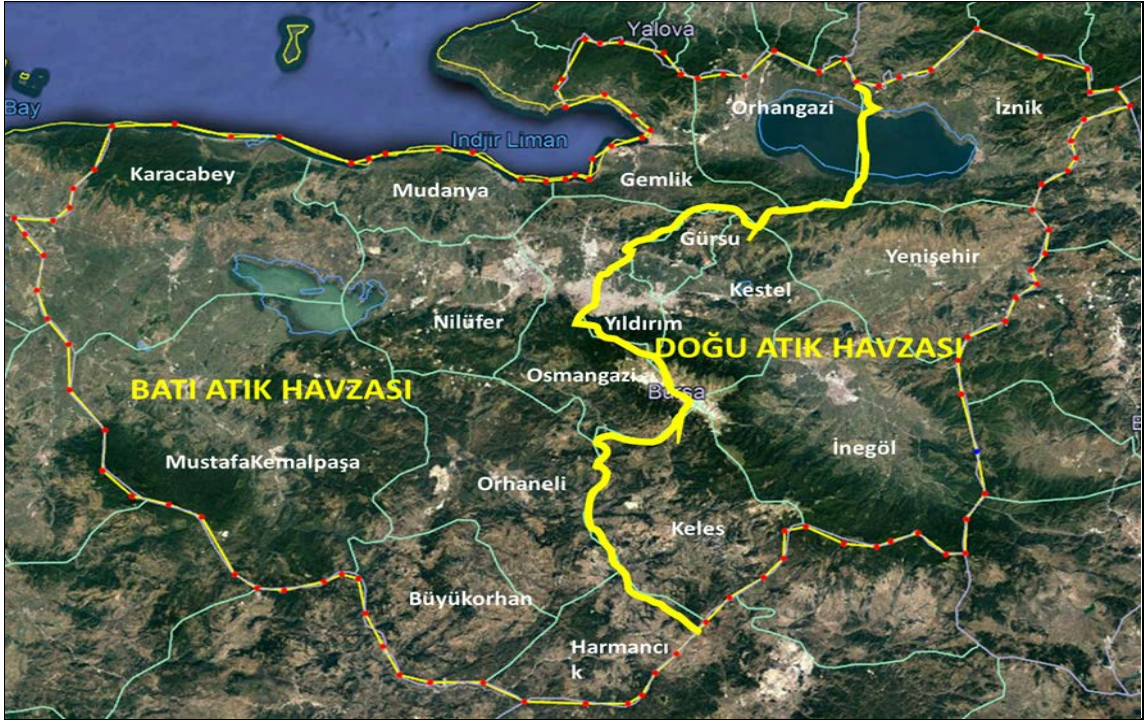 Yalova
Bay
Orhangazi
İznik
Indjir Liman
Karacabey
Mudanya
Gemlik
Gürsu
Yenişehir
Kestel
Nilüfer
Yıldırım
DOĞU ATIK HAVZASI
Osmangazi
BATI ATIK HAVZASI
Bursa
İnegöl
MustafaKemalpaşa
Orhaneli
Keles
Büyükorhan
Harmancı
k